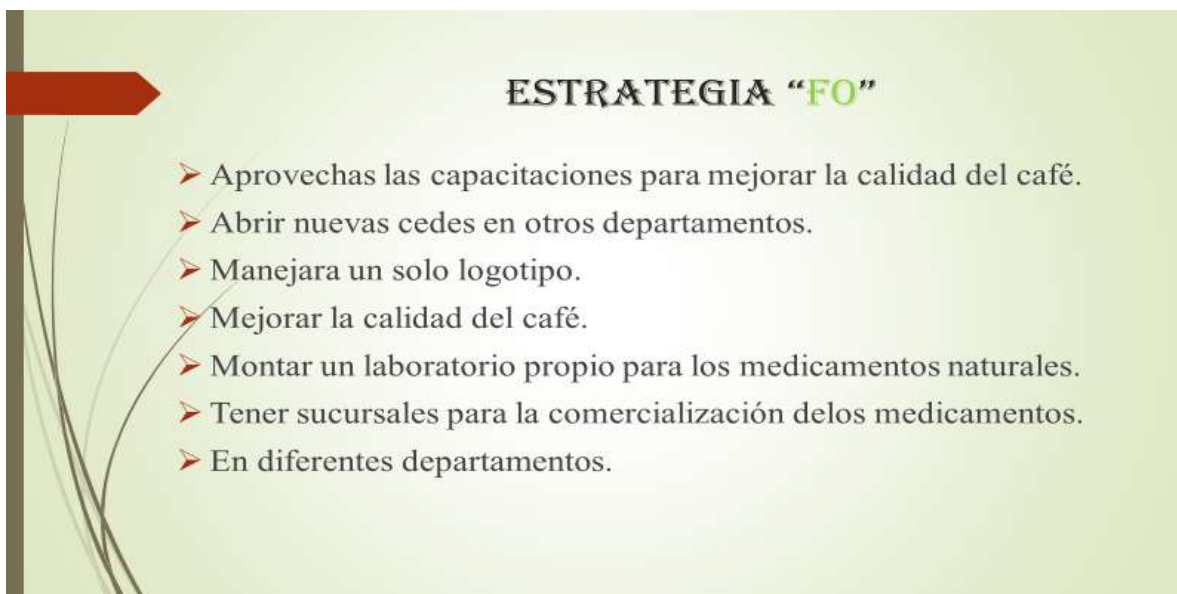 ESTRATEGIA “FO”
Aprovechas las capacitaciones para mejorar la calidad del café.
Abrir nuevas cedes en otros departamentos.
Manejara un solo logotipo.
Mejorar la calidad del café.
Montar un laboratorio propio para los medicamentos naturales.
Tener sucursales para la comercialización delos medicamentos.
En diferentes departamentos.